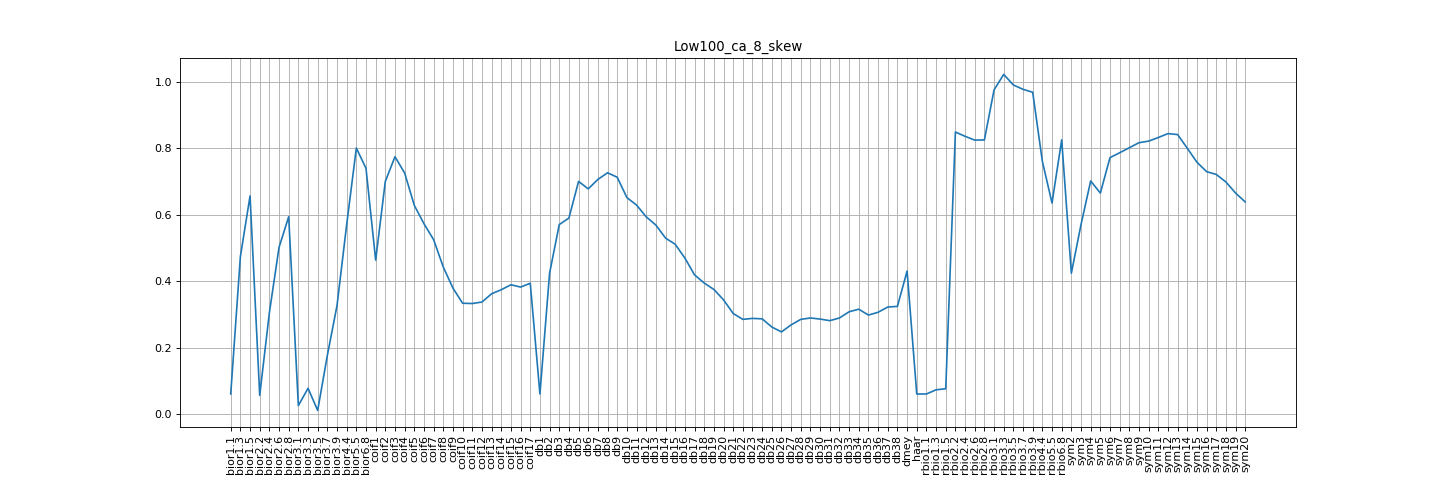 Low100_ca_8_skew
1.0
0.8
0.6
0.4
0.2
0.0
bior1.1
bior1.3
bior1.5
bior2.2
bior2.4
bior2.6
bior2.8
bior3.1
bior3.3
bior3.5
bior3.7
bior3.9
bior4.4
bior5.5
bior6.8
coif1
coif2
coif3
coif4
coif5
coif6
coif7
coif8
coif9
coif10
coif11
coif12
coif13
coif14
coif15
coif16
coif17
db1
db2
db3
db4
db5
db6
db7
db8
db9
db10
db11
db12
db13
db14
db15
db16
db17
db18
db19
db20
db21
db22
db23
db24
db25
db26
db27
db28
db29
db30
db31
db32
db33
db34
db35
db36
db37
db38
dmey
haar
rbio1.1
rbio1.3
rbio1.5
rbio2.2
rbio2.4
rbio2.6
rbio2.8
rbio3.1
rbio3.3
rbio3.5
rbio3.7
rbio3.9
rbio4.4
rbio5.5
rbio6.8
sym2
sym3
sym4
sym5
sym6
sym7
sym8
sym9
sym10
sym11
sym12
sym13
sym14
sym15
sym16
sym17
sym18
sym19
sym20